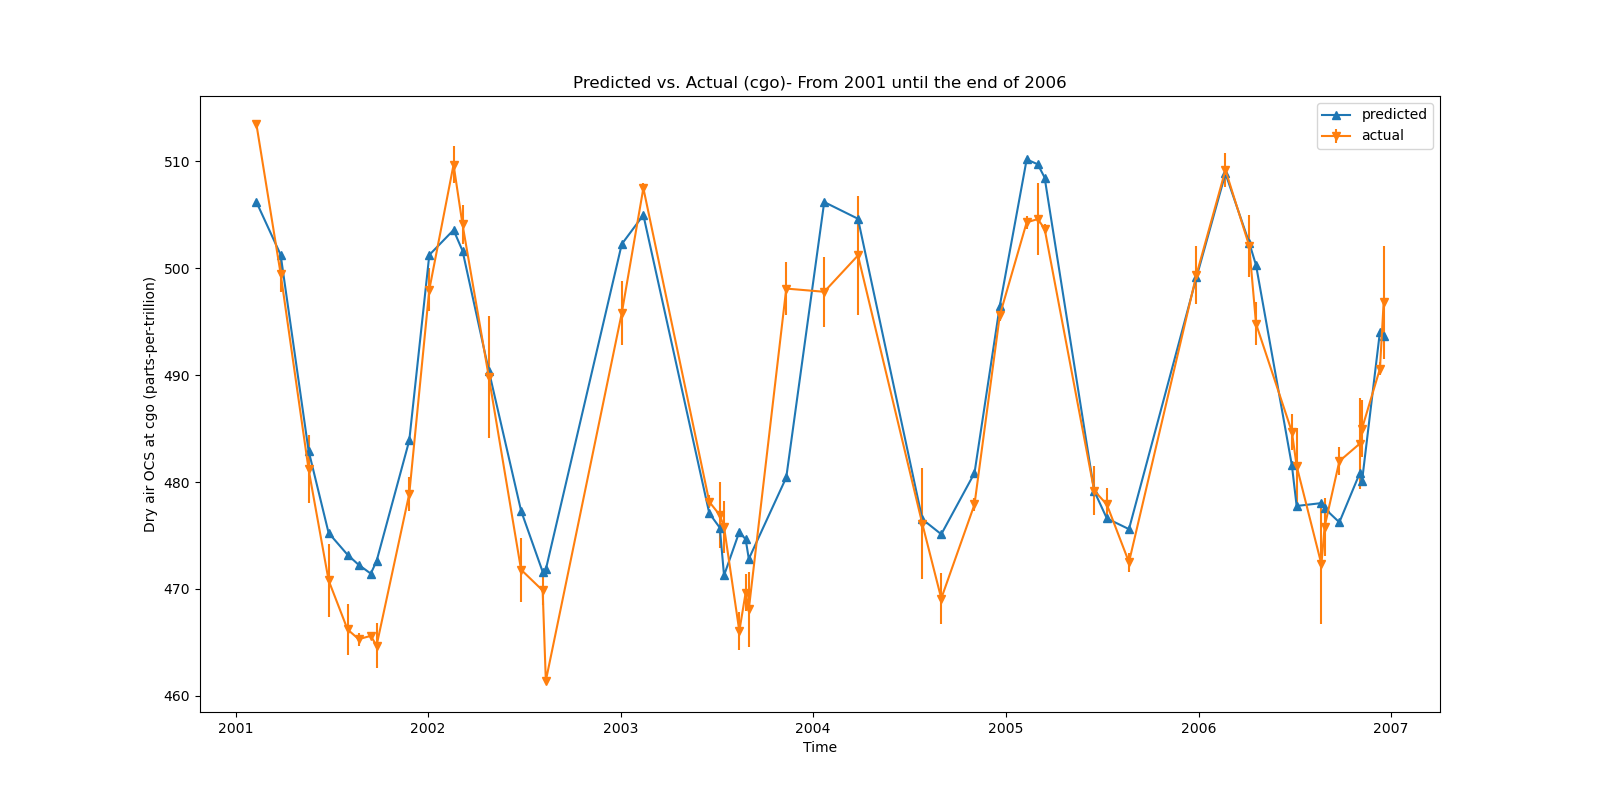 Predicted vs. Actual (cgo)- From 2001 until the end of 2006
predicted
actual
Dry air OCS at cgo (parts-per-trillion)
510
500
490
480
470
460
2001 2002 2003 2004 2005 2006 2007
Time